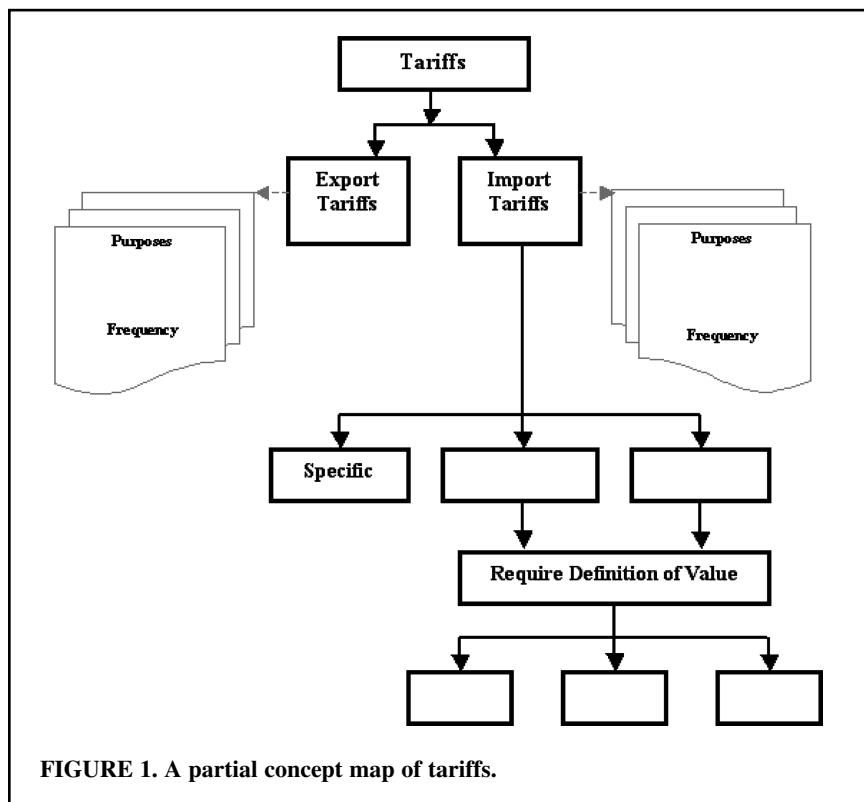 Tariffs
Export
Tariffs
Import
Tariffs
Purposes
Frequency
Purposes
Frequency
Specific
Require Definition of Value
FIGURE 1. A partial concept map of tariffs.